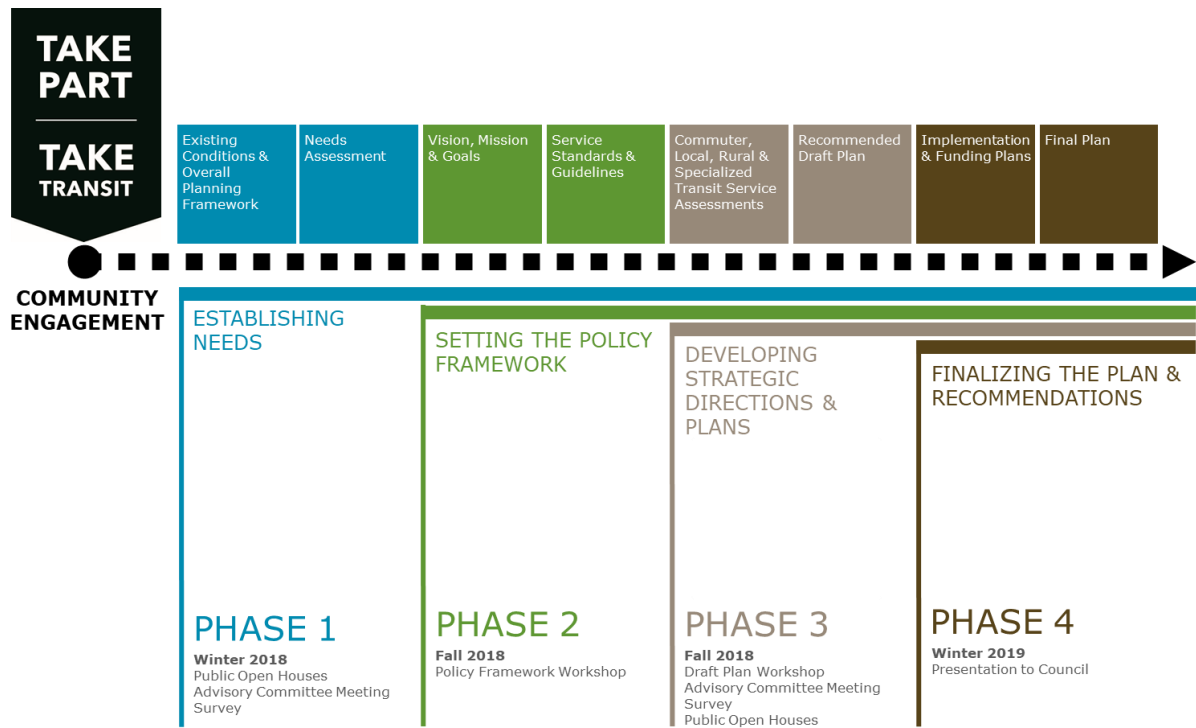 TAKE
PART
TAKE
TRANSIT
Existing
Conditions &
Overall
Planning
Framework
Needs
Assessment
Vision, Mission
& Goals
Service
Standards &
Guidelines
Commuter,
Local, Rural &
Specialized
Transit Service
Assessments
Recommended
Draft Plan
Implementation
& Funding Plans
Final Plan
COMMUNITY
ENGAGEMENT
ESTABLISHING
NEEDS
PHASE 1
Winter 2018
Public Open Houses
Advisory Committee Meeting
Survey
SETTING THE POLICY
FRAMEWORK
PHASE 2
Fall 2018
Policy Framework Workshop
DEVELOPING
STRATEGIC
DIRECTIONS &
PLANS
PHASE 3
Fall 2018
Draft Plan Workshop
Advisory Committee Meeting
Survey
Public Open Houses
FINALIZING THE PLAN &
RECOMMENDATIONS
PHASE 4
Winter 2019
Presentation to Council